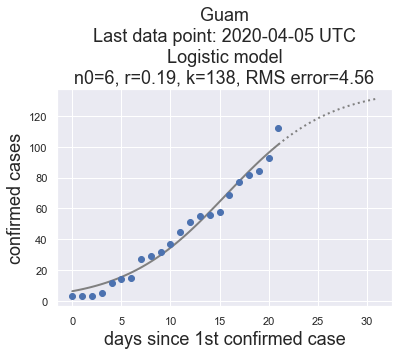 Guam
Last data point: 2020-04-05 UTC
Logistic model
n0=6, r=0.19, k=138, RMS error=4.56
confirmed cases
120
100
80
60
40
20
0
0 5 10 15 20 25 30
days since 1st confirmed case